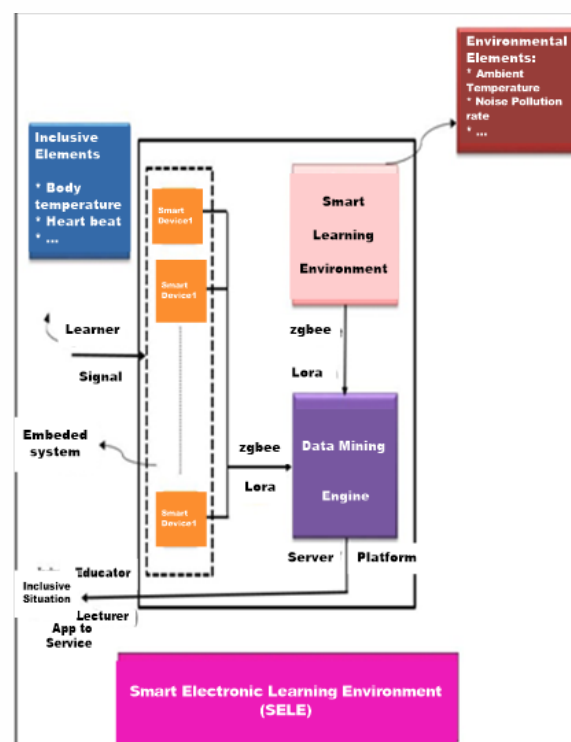 Environmental
Elements:
* Ambient
Temperature
* Noise Pollution
rate
* ...
Inclusive
Elements
* Body
temperature
* Heart beat
* ...
Smart
Device1
Smart
Device1
Smart
Device1
Smart
Learning
Environment
Learner
Signal
zgbee
Lora
Embeded
system
zgbee
Lora
Data Mining
Engine
Server
Platform
Educator
Inclusive
Situation
Lecturer
App to
Service
Smart Electronic Learning Environment
(SELE)